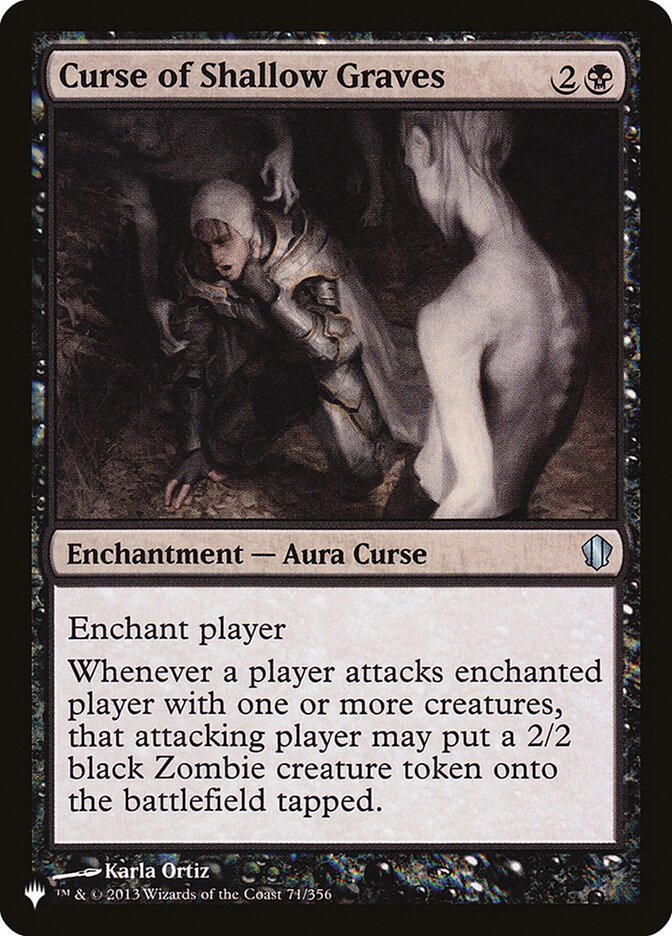 Curse of Shallow Graves 2
Enchantment — Aura Curse
Enchant player
Whenever a player attacks enchanted
player with one or more creatures,
that attacking player may put a 2/2
black Zombie creature token onto
the battlefield tapped.
Karla Ortiz
™ & © 2013 Wizards of the Coast 71/356